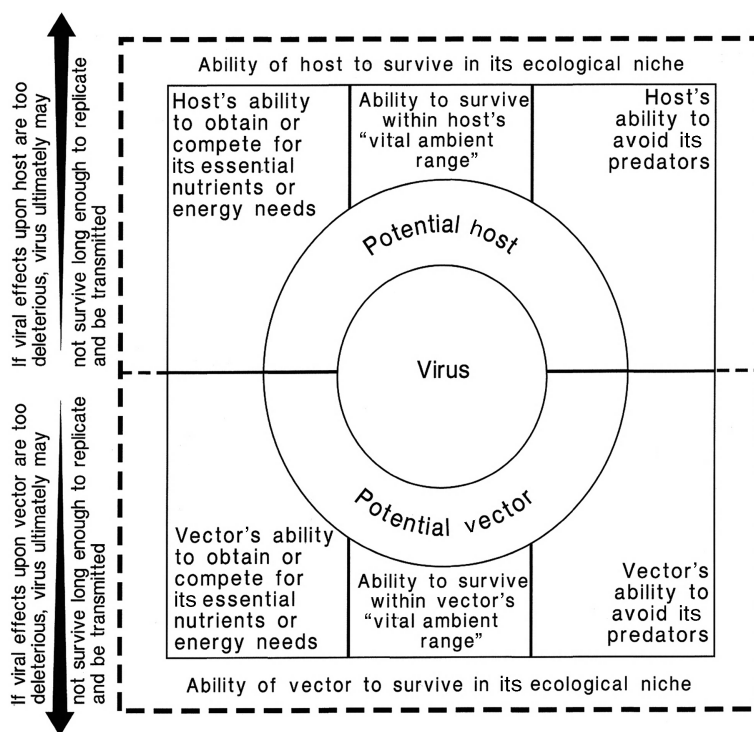 Ability of host to survive in its ecological niche
Host's ability
to obtain or
compete for
its essential
nutrients or
energy needs
Ability to survive
within host's
"vital ambient
range"
Host's
ability to
avoid its
predators
Potential host
Virus
Potential vector
Vector's ability
to obtain or
compete for
its essential
nutrients or
energy needs
Ability to survive
within vector's
"vital ambient
range"
Vector's
ability to
avoid its
predators
Ability of vector to survive in its ecological niche
If viral effects upon host are too
deleterious, virus ultimately may
not survive long enough to replicate
and be transmitted
If viral effects upon vector are too
deleterious, virus ultimately may
not survive long enough to replicate
and be transmitted